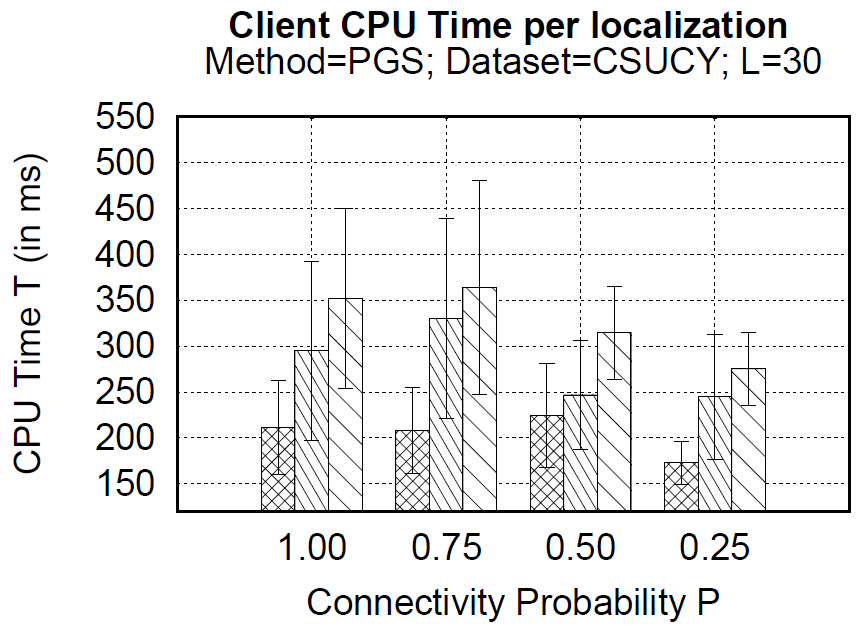 Client CPU Time per localization
Method=PGS; Dataset=CSUCY; L=30
550
500
450
400
350
300
250
200
150
CPU Time T (in ms)
1.00 0.75 0.50 0.25
Connectivity Probability P